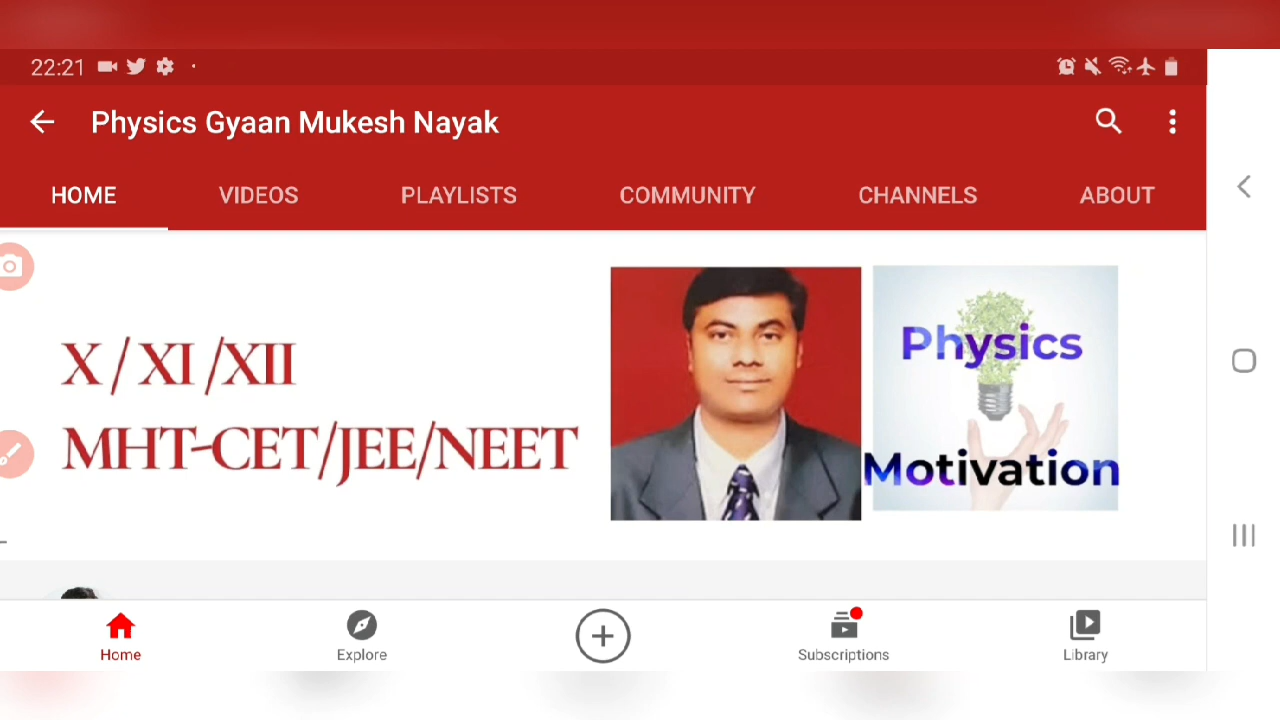 22:21
Physics Gyaan Mukesh Nayak
HOME VIDEOS PLAYLISTS COMMUNITY CHANNELS ABOUT
X / XI /XII
MHT-CET/JEE/NEET
Physics
Motivation
Home Explore Subscriptions Library